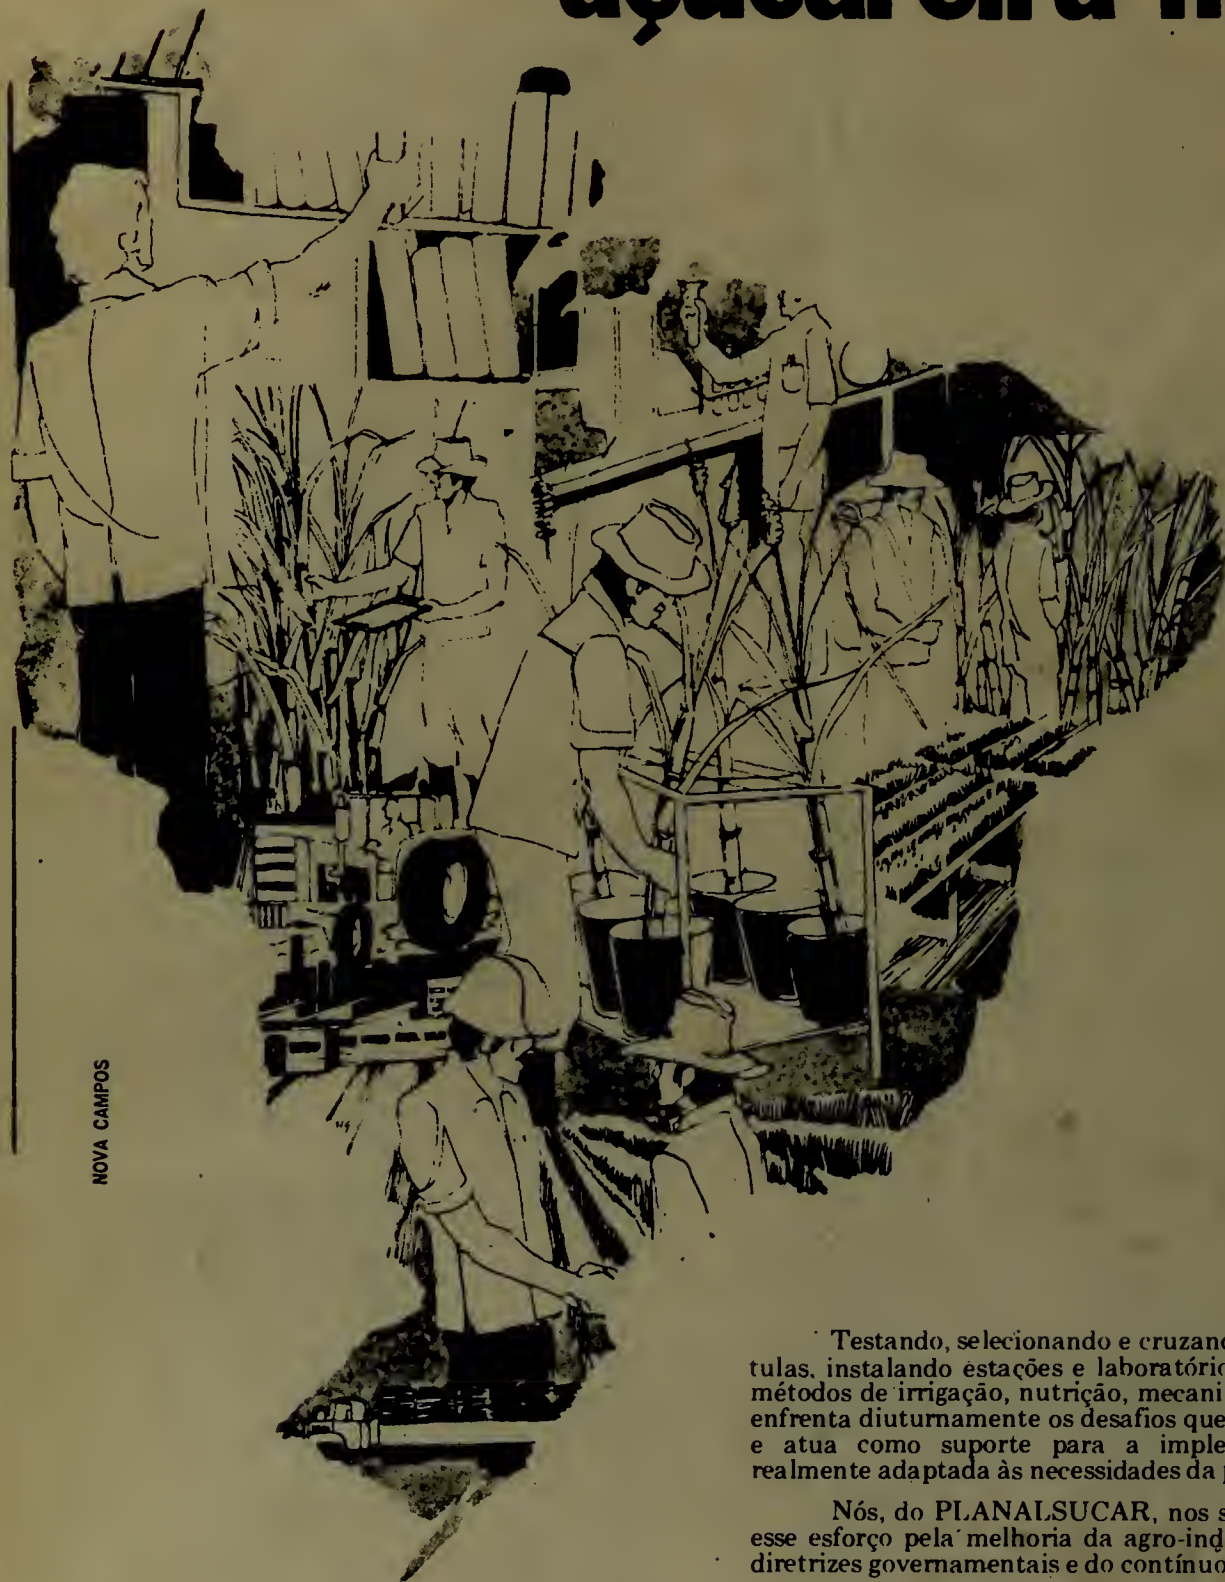 açucareira
NOVA CAMPOS
Testando, selecionando e cruzand
tulas, instalando estações e laboratório
métodos de irrigação, nutrição, mecani
enfrenta diuturnamente os desafios que
e atua como suporte para a imple
realmente adaptada às necessidades da
Nós, do PLANALSUCAR, nos s
esse esforço pela melhoria da agro-ind
diretrizes governamentais e do contínuo